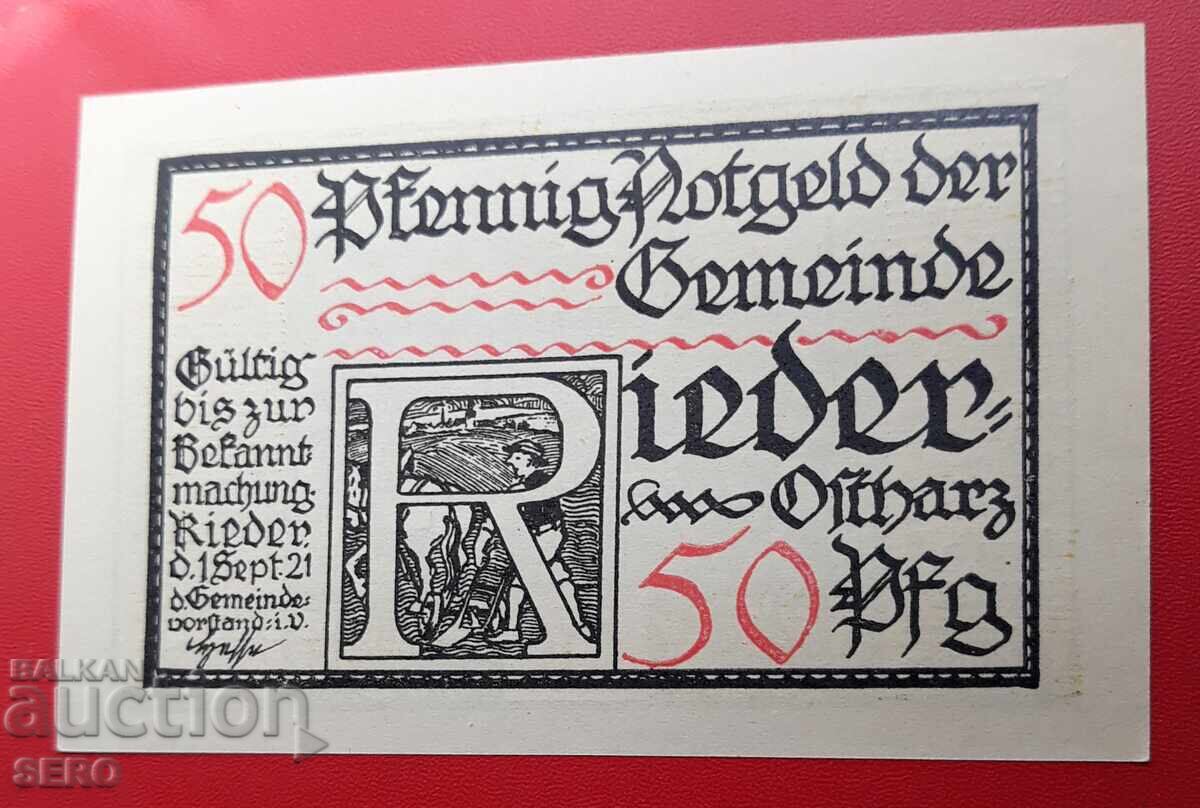 50 Pfennig Notgeld der
Gemeinde
Rieder-
Ostharz
50 Pfg
Gültig
bis zur
Bekannt-
machung.
Rieder,
d. 1 Sept. 21
d. Gemeinde-
vorstand: i. V.
BALKAN
auction
SERO